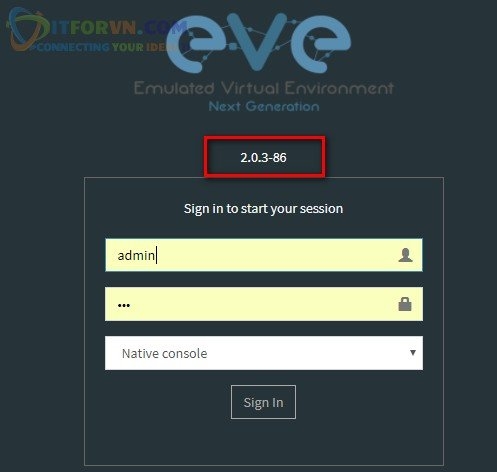 ITFORVN.COM
CONNECTING YOUR IDEA
eve
Emulated Virtual Environment
Next Generation
2.0.3-86
Sign in to start your session
admin
•••
Native console
Sign In